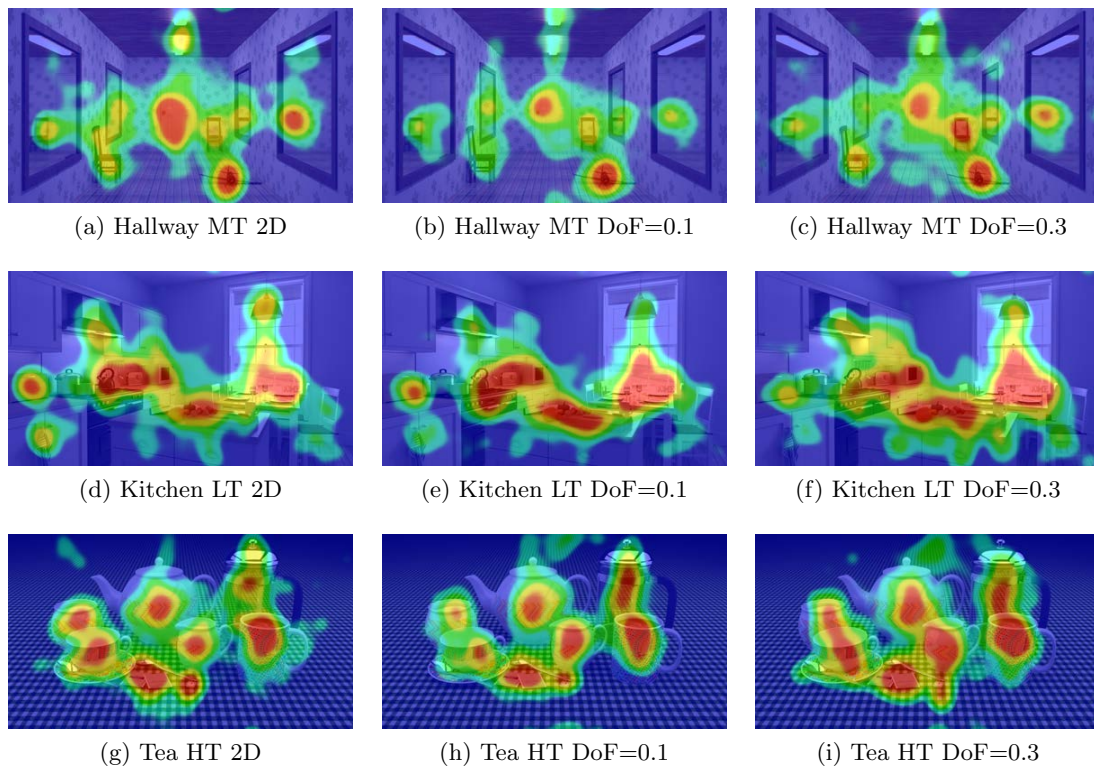 (a) Hallway MT 2D
(b) Hallway MT DoF=0.1
(c) Hallway MT DoF=0.3
(d) Kitchen LT 2D
(e) Kitchen LT DoF=0.1
(f) Kitchen LT DoF=0.3
(g) Tea HT 2D
(h) Tea HT DoF=0.1
(i) Tea HT DoF=0.3